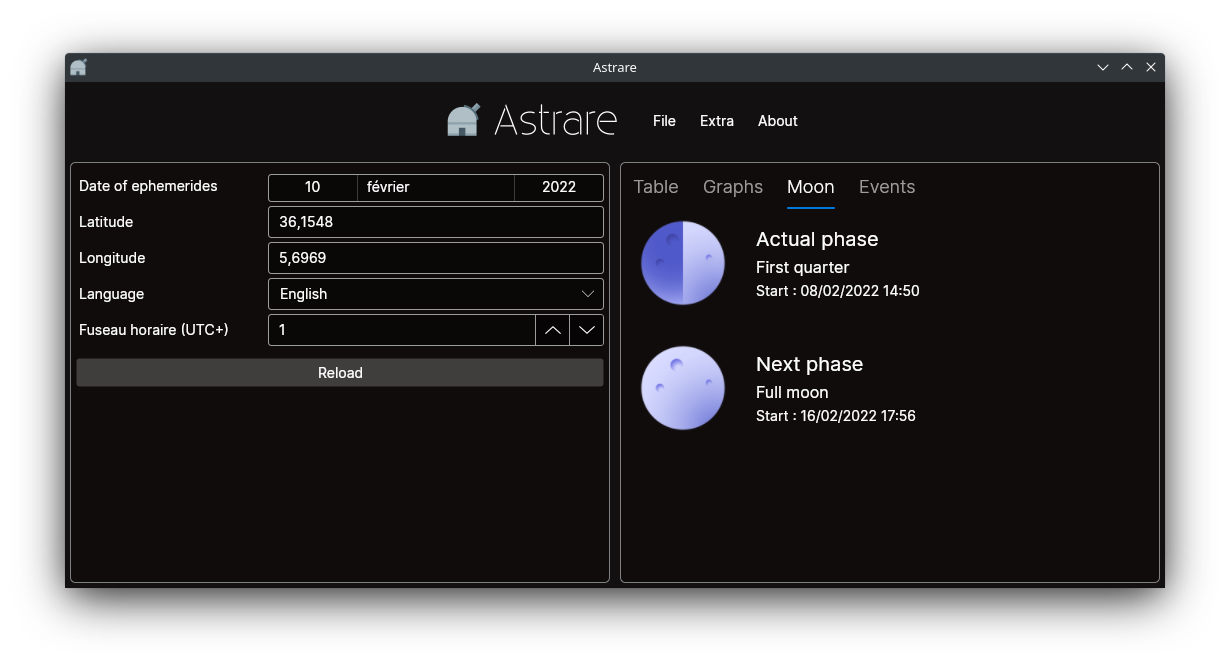 Astrare
Astrare
File Extra About
Date of ephemerides 10 février 2022
Latitude 36,1548
Longitude 5,6969
Language English
Fuseau horaire (UTC+) 1
Reload
Table Graphs Moon Events
Actual phase
First quarter
Start : 08/02/2022 14:50
Next phase
Full moon
Start : 16/02/2022 17:56